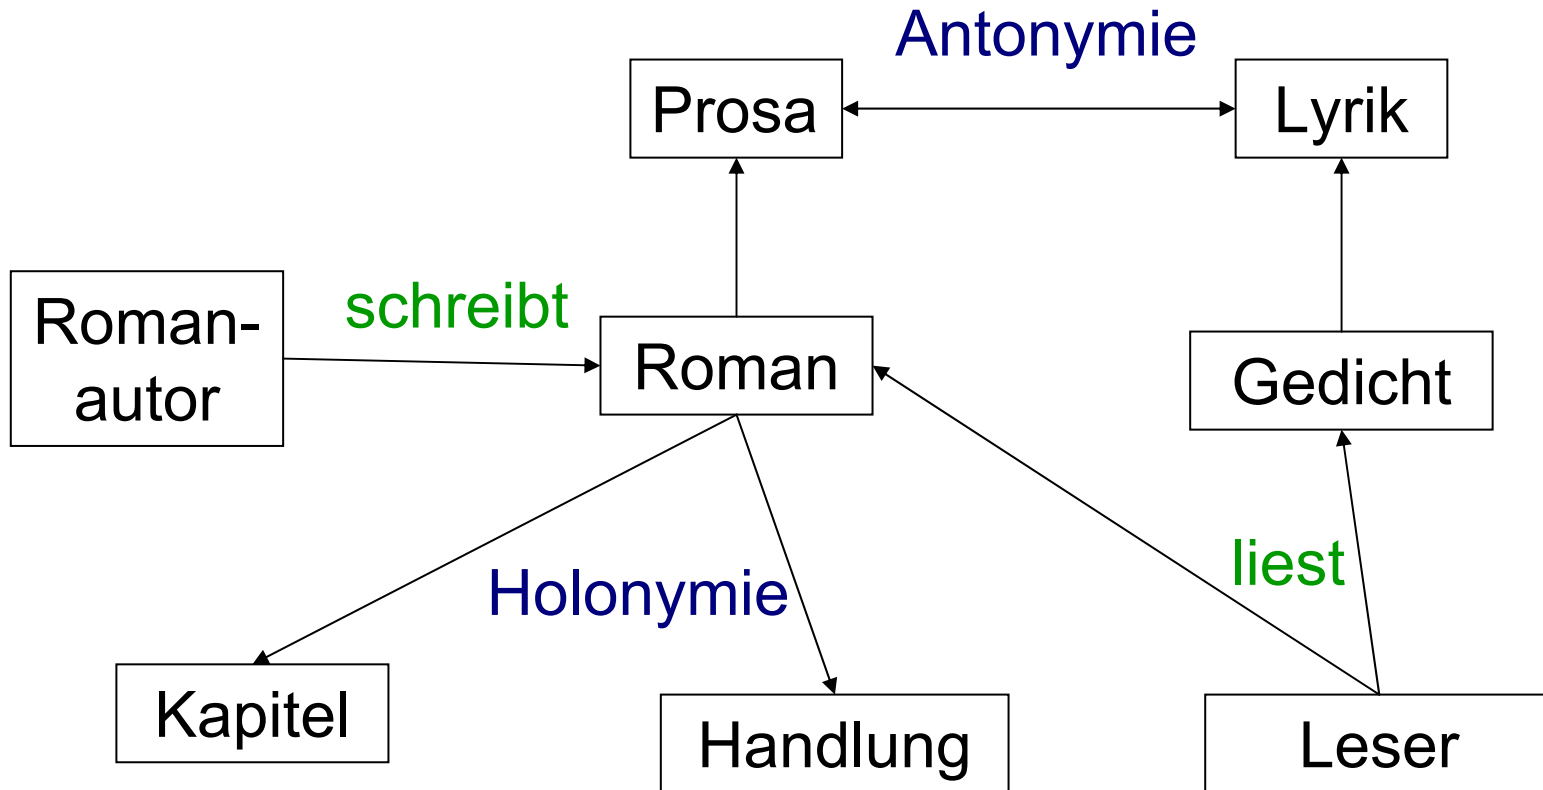 Antonymie
Prosa
Lyrik
schreibt
Roman-
autor
Roman
Gedicht
liest
Holonymie
Kapitel
Handlung
Leser